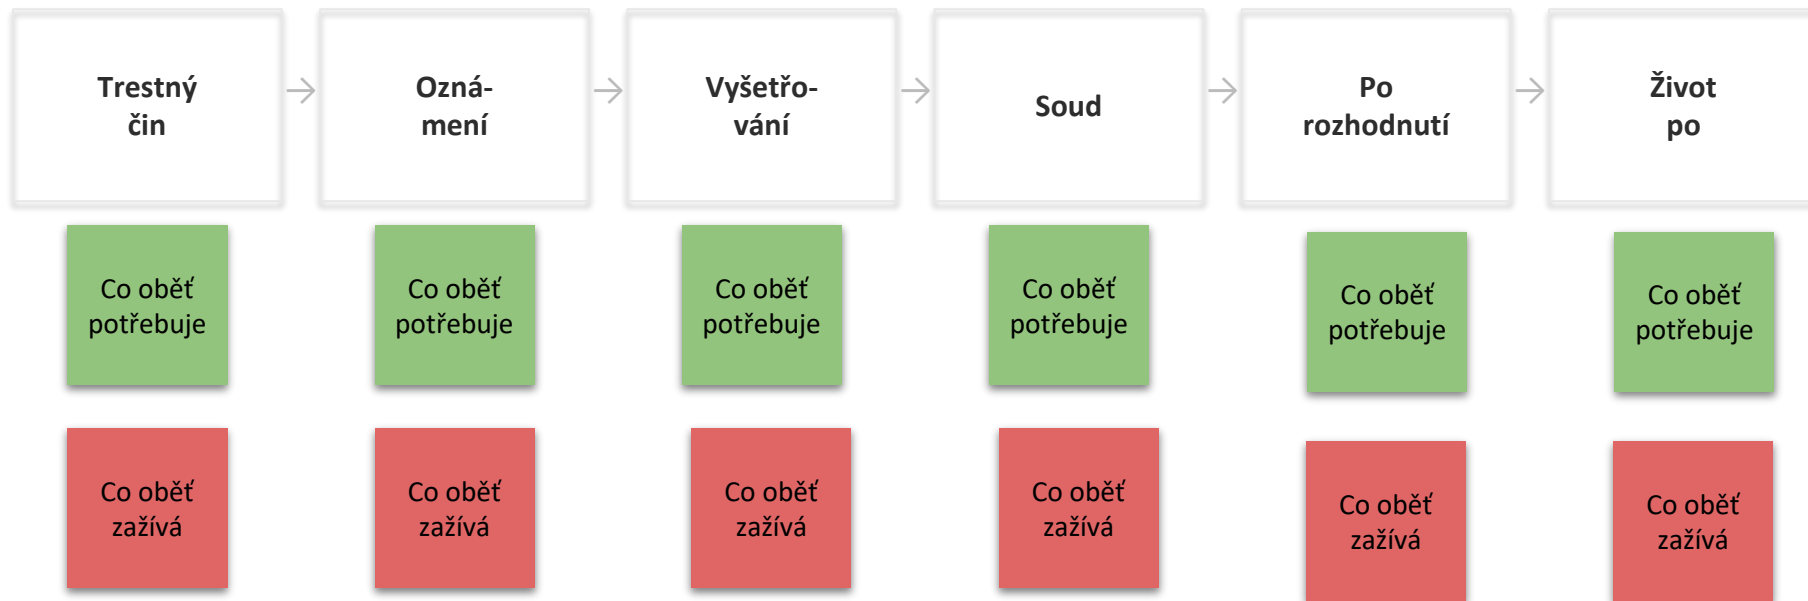 Trestný
čin
Ozná-
mení
Vyšetřo-
vání
Soud
Po
rozhodnutí
Život
po
Co oběť
potřebuje
Co oběť
potřebuje
Co oběť
potřebuje
Co oběť
potřebuje
Co oběť
potřebuje
Co oběť
potřebuje
Co oběť
zažívá
Co oběť
zažívá
Co oběť
zažívá
Co oběť
zažívá
Co oběť
zažívá
Co oběť
zažívá